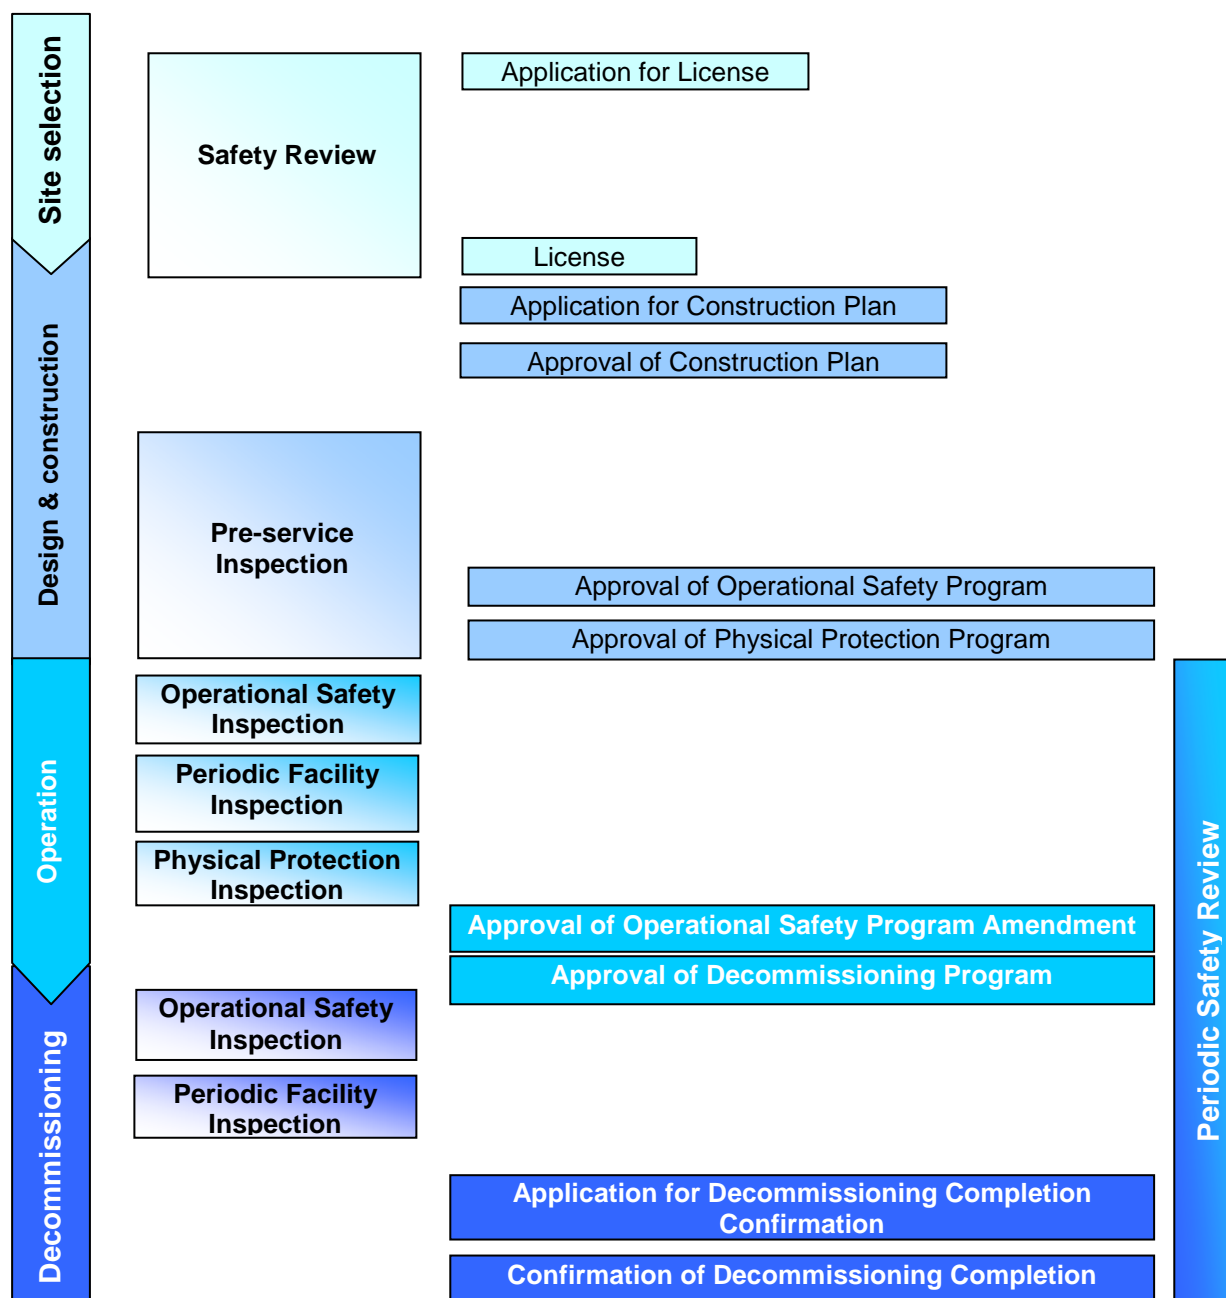 Site selection
Safety Review
Application for License
License
Design & construction
Application for Construction Plan
Approval of Construction Plan
Pre-service
Inspection
Approval of Operational Safety Program
Approval of Physical Protection Program
Operation
Operational Safety
Inspection
Periodic Facility
Inspection
Physical Protection
Inspection
Approval of Operational Safety Program Amendment
Approval of Decommissioning Program
Periodic Safety Review
Decommissioning
Operational Safety
Inspection
Periodic Facility
Inspection
Application for Decommissioning Completion
Confirmation
Confirmation of Decommissioning Completion